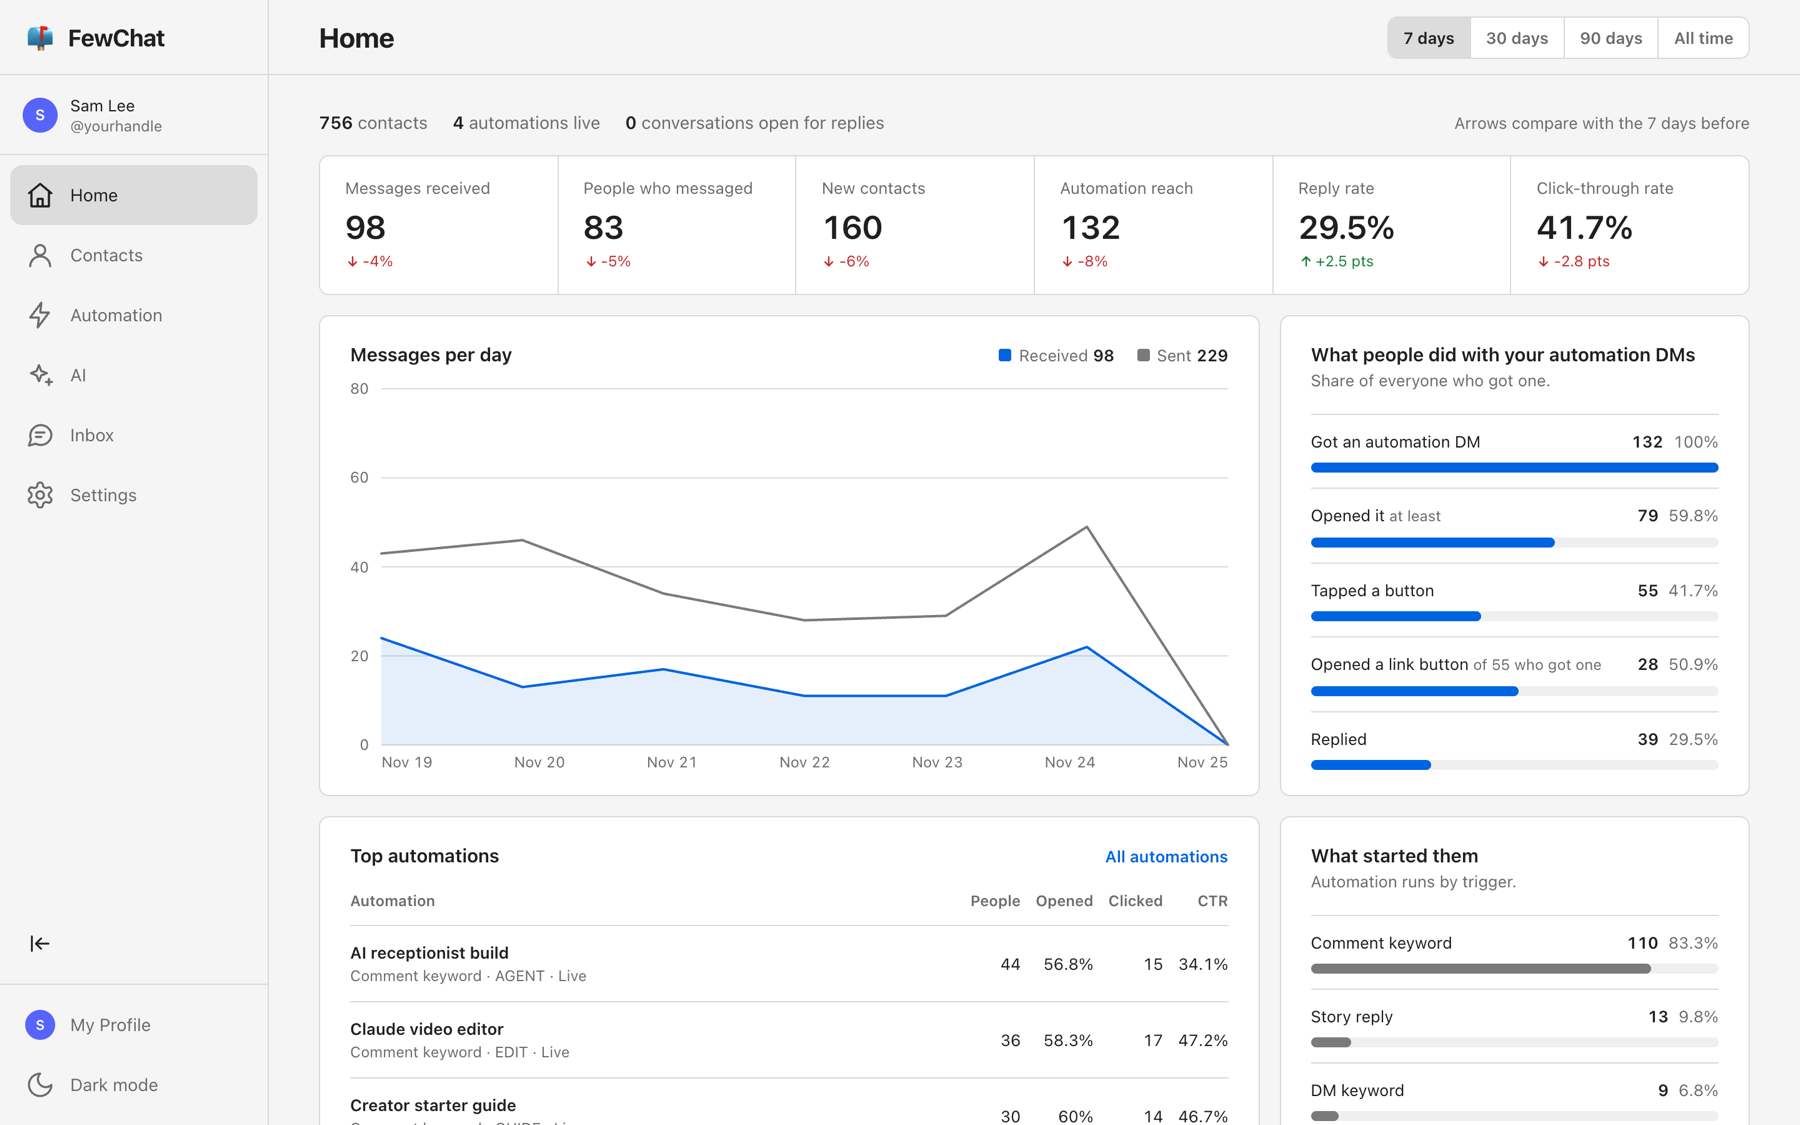 FewChat
S
Sam Lee
@yourhandle
Home
Contacts
Automation
AI
Inbox
Settings
S
My Profile
Dark mode
Home
7 days
30 days
90 days
All time
756 contacts
4 automations live
0 conversations open for replies
Arrows compare with the 7 days before
Messages received
98
↓ -4%
People who messaged
83
↓ -5%
New contacts
160
↓ -6%
Automation reach
132
↓ -8%
Reply rate
29.5%
↑ +2.5 pts
Click-through rate
41.7%
↓ -2.8 pts
Messages per day
Received 98
Sent 229
80
60
40
20
0
Nov 19
Nov 20
Nov 21
Nov 22
Nov 23
Nov 24
Nov 25
What people did with your automation DMs
Share of everyone who got one.
Got an automation DM 132 100%
Opened it at least 79 59.8%
Tapped a button 55 41.7%
Opened a link button of 55 who got one 28 50.9%
Replied 39 29.5%
Top automations
All automations
Automation People Opened Clicked CTR
AI receptionist build
Comment keyword · AGENT · Live
44 56.8% 15 34.1%
Claude video editor
Comment keyword · EDIT · Live
36 58.3% 17 47.2%
Creator starter guide
30 60% 14 46.7%
What started them
Automation runs by trigger.
Comment keyword 110 83.3%
Story reply 13 9.8%
DM keyword 9 6.8%